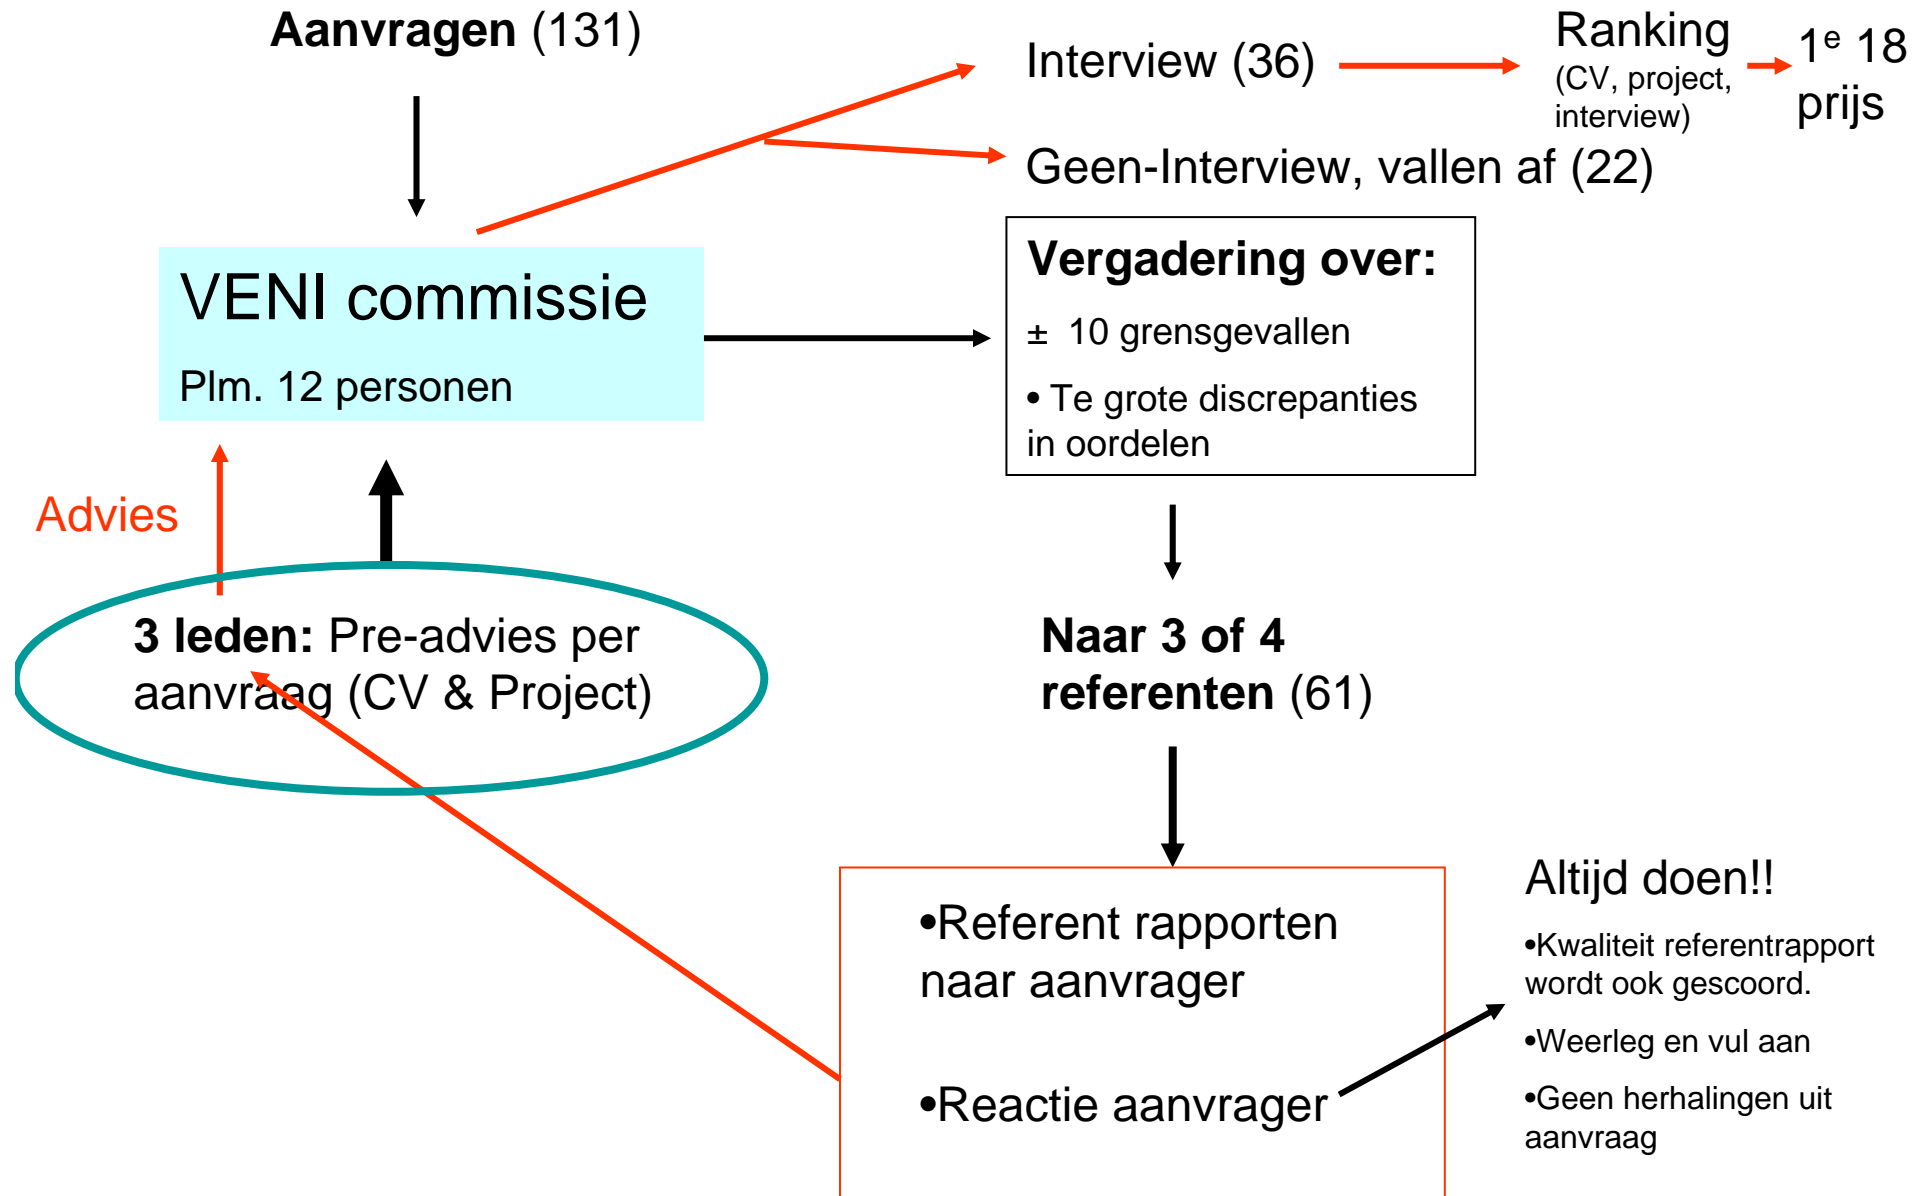 Aanvragen (131)
Interview (36)
Ranking
(CV, project,
interview)
1e 18
prijs
Geen-Interview, vallen af (22)
VENI commissie
Plm. 12 personen
Vergadering over:
± 10 grensgevallen
• Te grote discrepanties
in oordelen
Advies
3 leden: Pre-advies per
aanvraag (CV & Project)
Naar 3 of 4
referenten (61)
•Referent rapporten
naar aanvrager
•Reactie aanvrager
Altijd doen!!
•Kwaliteit referentrapport
wordt ook gescoord.
•Weerleg en vul aan
•Geen herhalingen uit
aanvraag